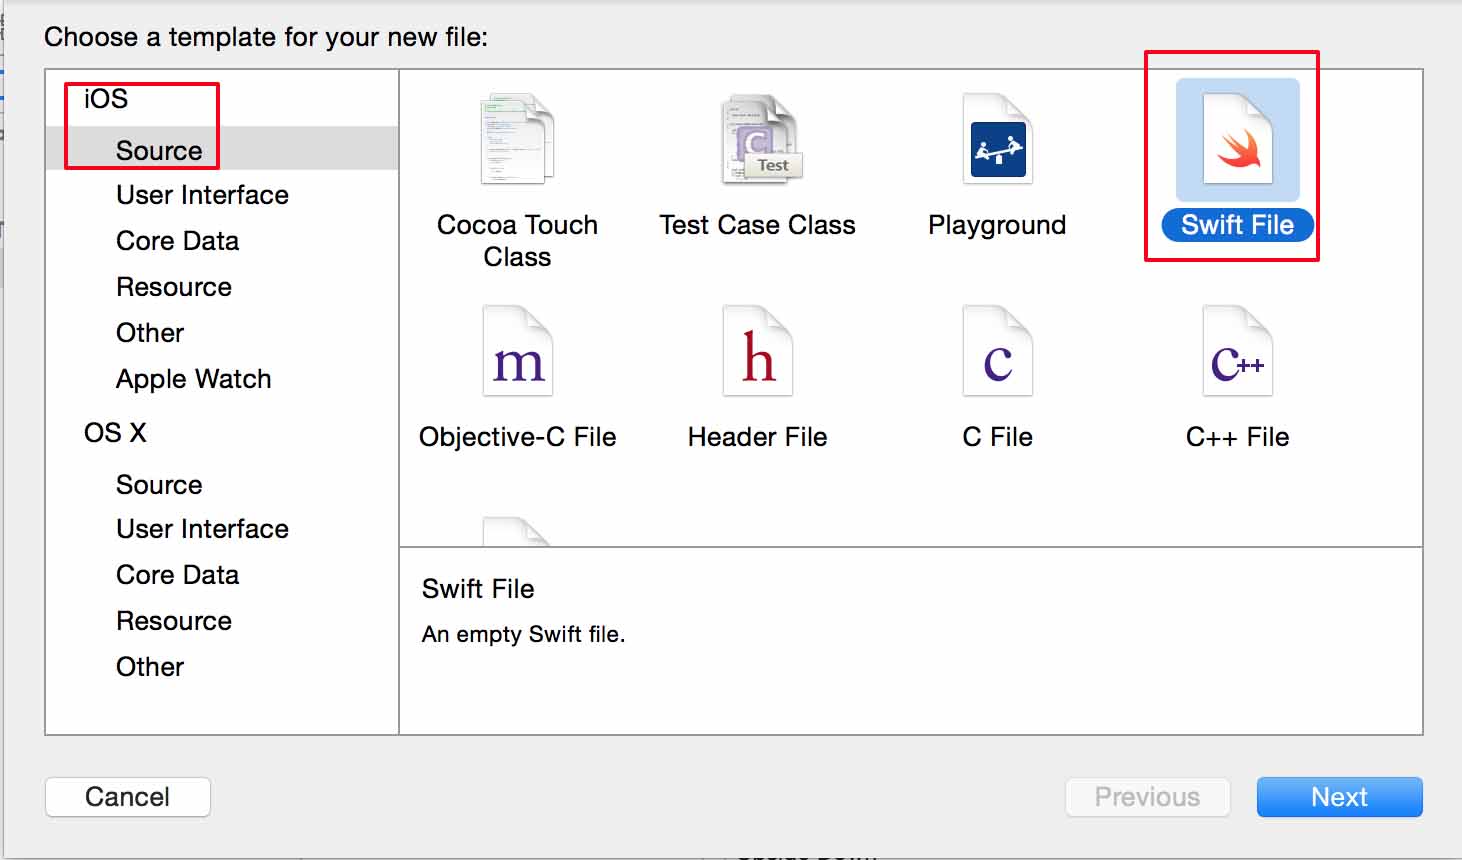 Choose a template for your new file:
iOS
Source
User Interface
Core Data
Resource
Other
Apple Watch
OS X
Source
User Interface
Core Data
Resource
Other
C
Test
Cocoa Touch
Class
Test Case Class
Playground
Swift File
m
h
c
C++
Objective-C File
Header File
C File
C++ File
Swift File
An empty Swift file.
Cancel
Previous
Next